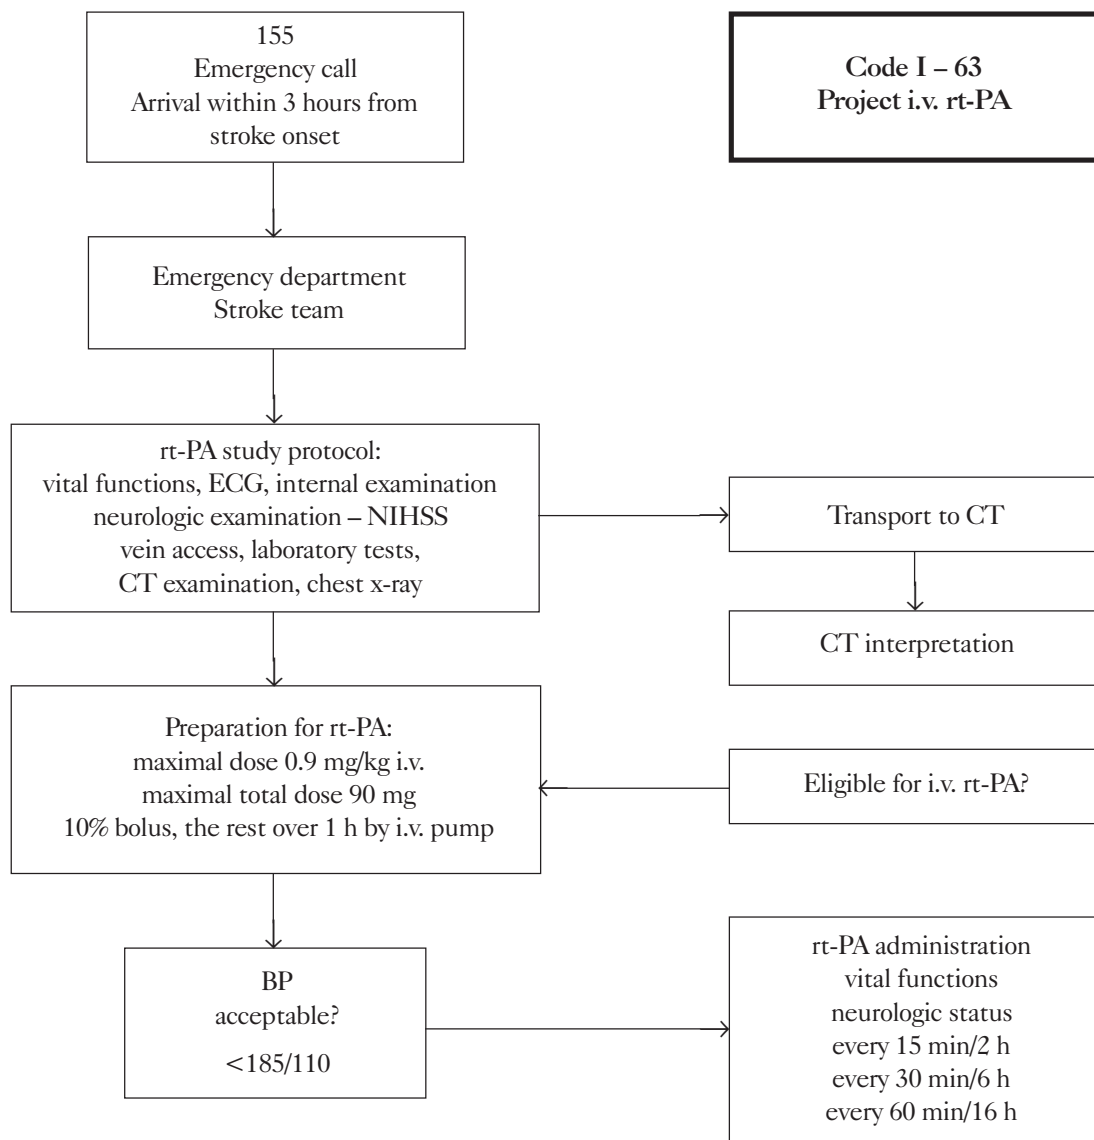 155
Emergency call
Arrival within 3 hours from
stroke onset
Code I – 63
Project i.v. rt-PA
Emergency department
Stroke team
rt-PA study protocol:
vital functions, ECG, internal examination
neurologic examination – NIHSS
vein access, laboratory tests,
CT examination, chest x-ray
Transport to CT
CT interpretation
Preparation for rt-PA:
maximal dose 0.9 mg/kg i.v.
maximal total dose 90 mg
10% bolus, the rest over 1 h by i.v. pump
Eligible for i.v. rt-PA?
BP
acceptable?
<185/110
rt-PA administration
vital functions
neurologic status
every 15 min/2 h
every 30 min/6 h
every 60 min/16 h